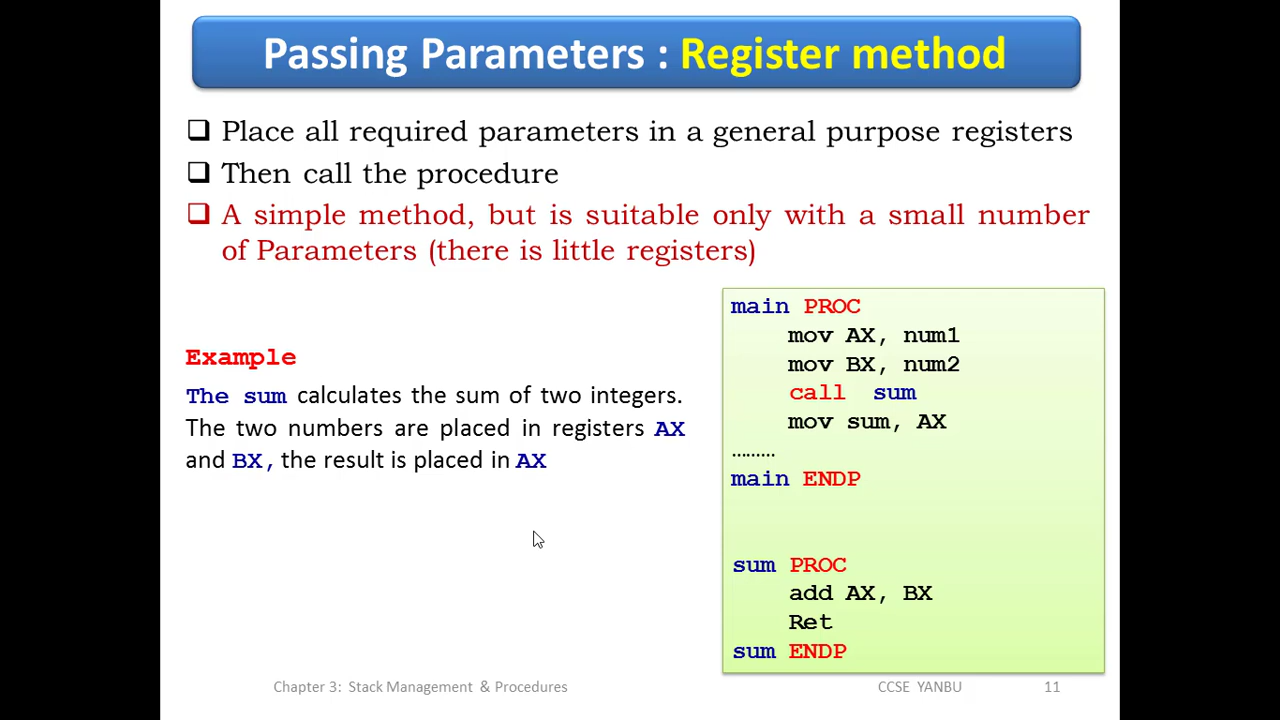 Passing Parameters : Register method
❑ Place all required parameters in a general purpose registers
❑ Then call the procedure
❑ A simple method, but is suitable only with a small number
of Parameters (there is little registers)
Example
The sum calculates the sum of two integers.
The two numbers are placed in registers AX
and BX, the result is placed in AX
main PROC
mov AX, num1
mov BX, num2
call sum
mov sum, AX
………
main ENDP
sum PROC
add AX, BX
Ret
sum ENDP
Chapter 3: Stack Management & Procedures
CCSE YANBU
11